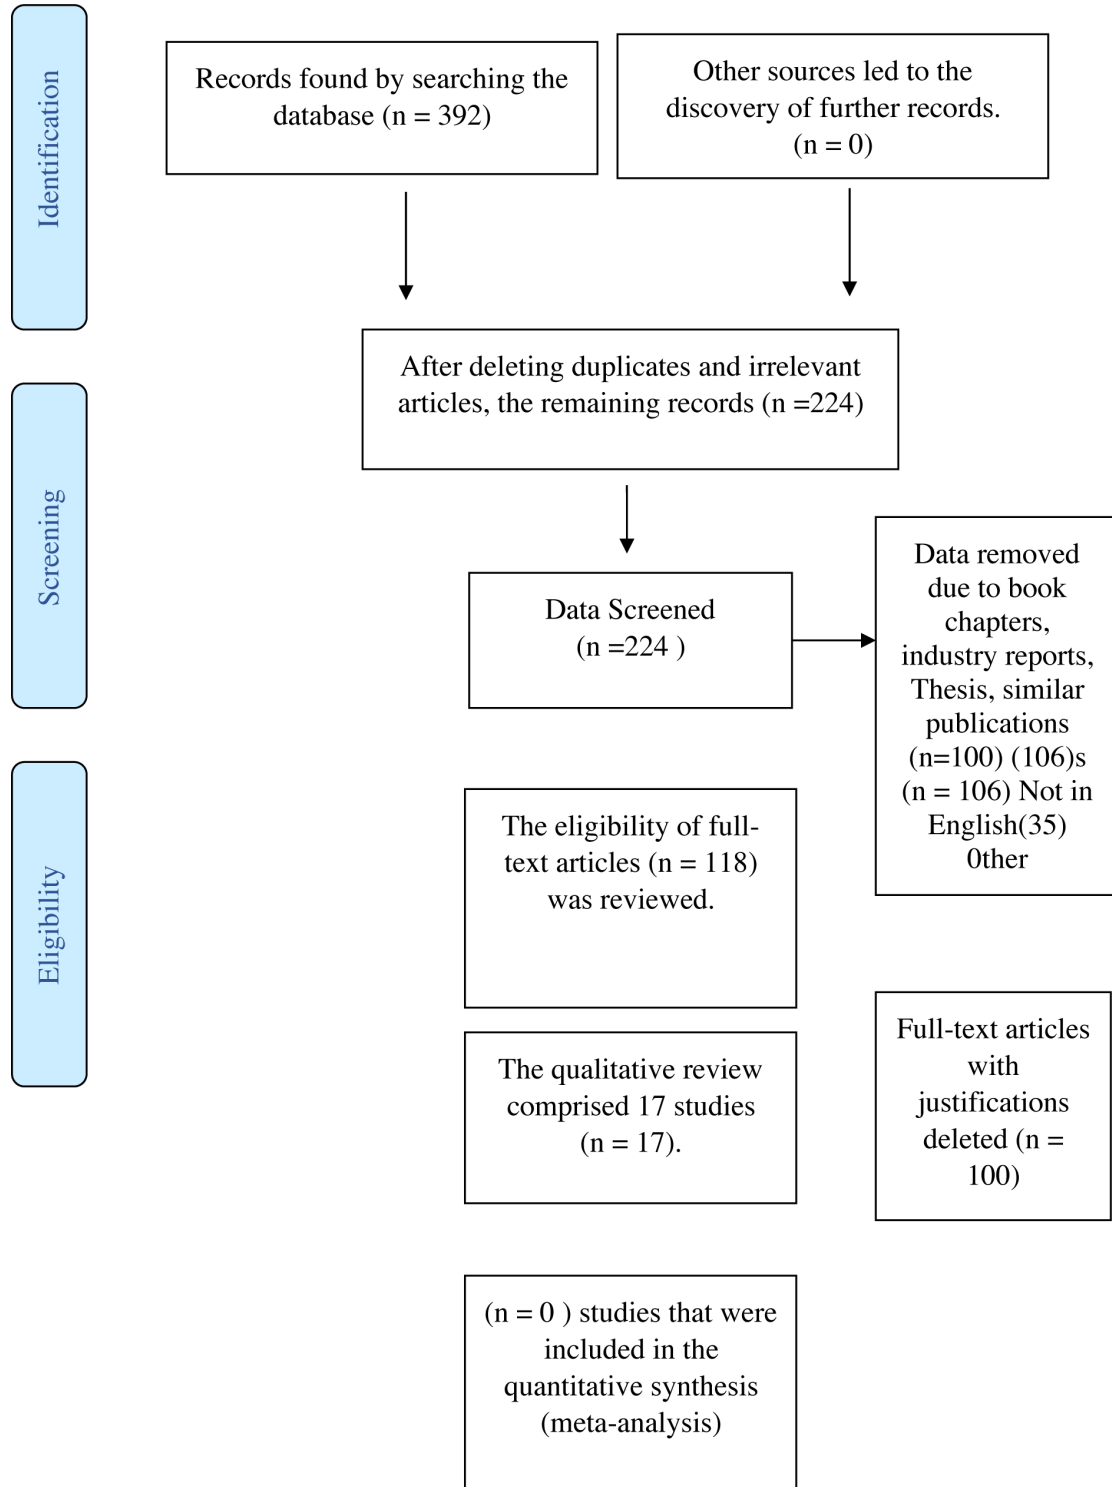 Identification
Records found by searching the
database (n = 392)
Other sources led to the
discovery of further records.
(n = 0)
After deleting duplicates and irrelevant
articles, the remaining records (n =224)
Screening
Data Screened
(n =224 )
Data removed
due to book
chapters,
industry reports,
Thesis, similar
publications
(n=100) (106)s
(n = 106) Not in
English(35)
0ther
Eligibility
The eligibility of full-
text articles (n = 118)
was reviewed.
Full-text articles
with
justifications
deleted (n =
100)
The qualitative review
comprised 17 studies
(n = 17).
(n = 0 ) studies that were
included in the
quantitative synthesis
(meta-analysis)